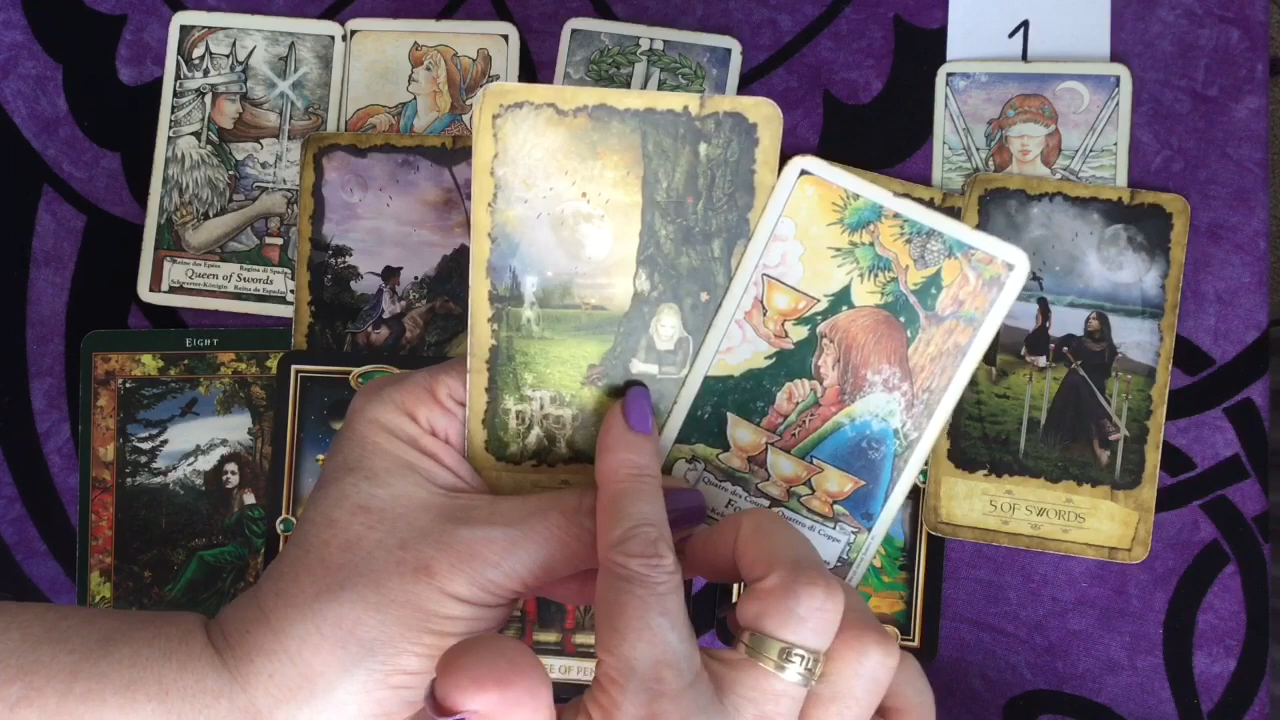 1
Reine des Epées Regina di Spade
Queen of Swords
Schwerter-Königin Reina de Espadas
EIGHT
5 OF SWORDS
Quatre des Coupes Quattro di Coppe